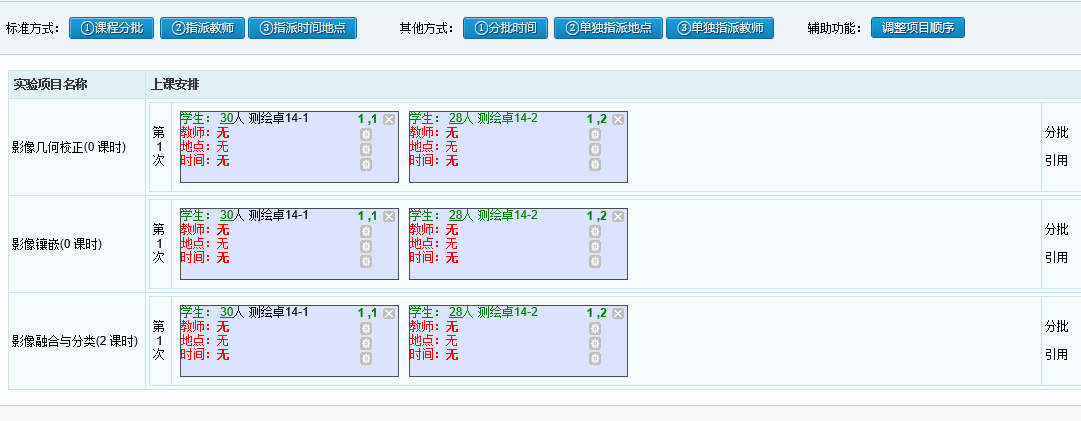 标准方式： ①课程分批 ②指派教师 ③指派时间地点 其他方式： ①分批时间 ②单独指派地点 ③单独指派教师 辅助功能： 调整项目顺序
实验项目名称 上课安排
影像几何校正(0 课时)
第
1
次
学生： 30人 测绘卓14-1 1 ,1
教师：无
地点：无
时间：无
学生： 28人 测绘卓14-2 1 ,2
教师：无
地点：无
时间：无
分批
引用
影像镶嵌(0 课时)
第
1
次
学生： 30人 测绘卓14-1 1 ,1
教师：无
地点：无
时间：无
学生： 28人 测绘卓14-2 1 ,2
教师：无
地点：无
时间：无
分批
引用
影像融合与分类(2 课时)
第
1
次
学生： 30人 测绘卓14-1 1 ,1
教师：无
地点：无
时间：无
学生： 28人 测绘卓14-2 1 ,2
教师：无
地点：无
时间：无
分批
引用